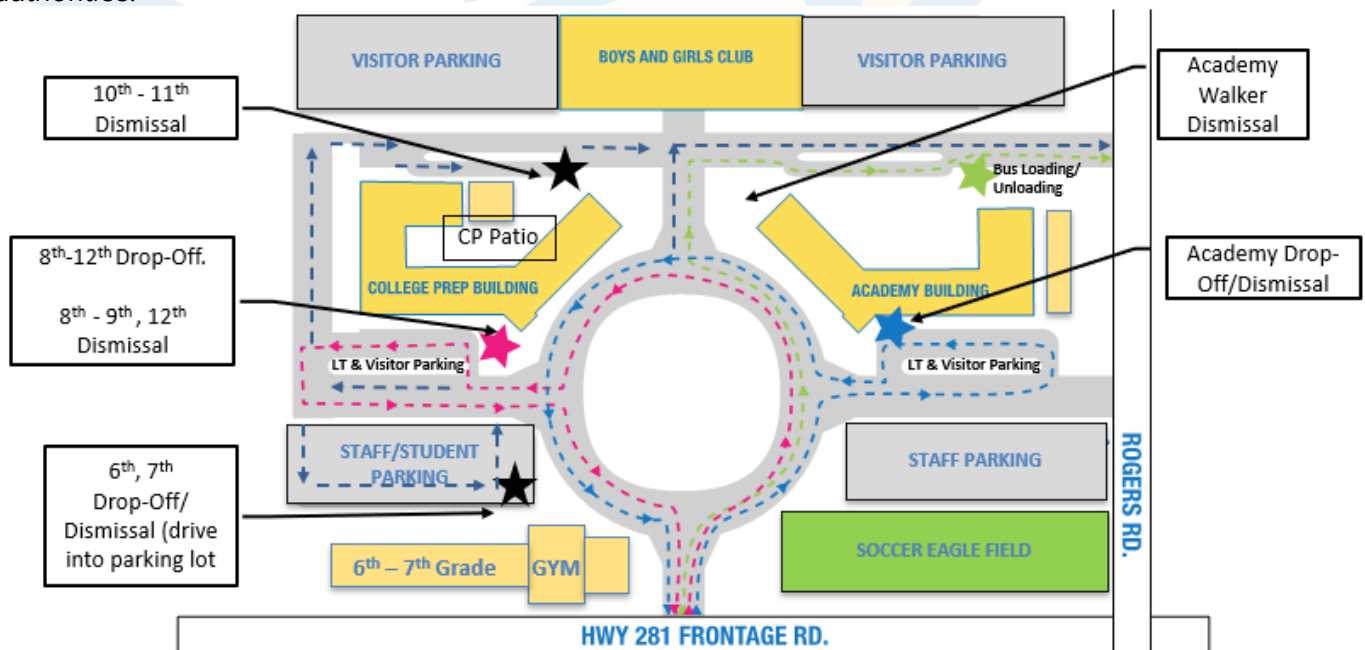 authorities.
VISITOR PARKING
BOYS AND GIRLS CLUB
VISITOR PARKING
10th - 11th
Dismissal
Academy
Walker
Dismissal
Bus Loading/
Unloading
CP Patio
8th-12th Drop-Off.
8th - 9th , 12th
Dismissal
COLLEGE PREP BUILDING
ACADEMY BUILDING
Academy Drop-
Off/Dismissal
LT & Visitor Parking
LT & Visitor Parking
STAFF/STUDENT
PARKING
STAFF PARKING
6th, 7th
Drop-Off/
Dismissal (drive
into parking lot
ROGERS RD.
SOCCER EAGLE FIELD
6th – 7th Grade
GYM
HWY 281 FRONTAGE RD.